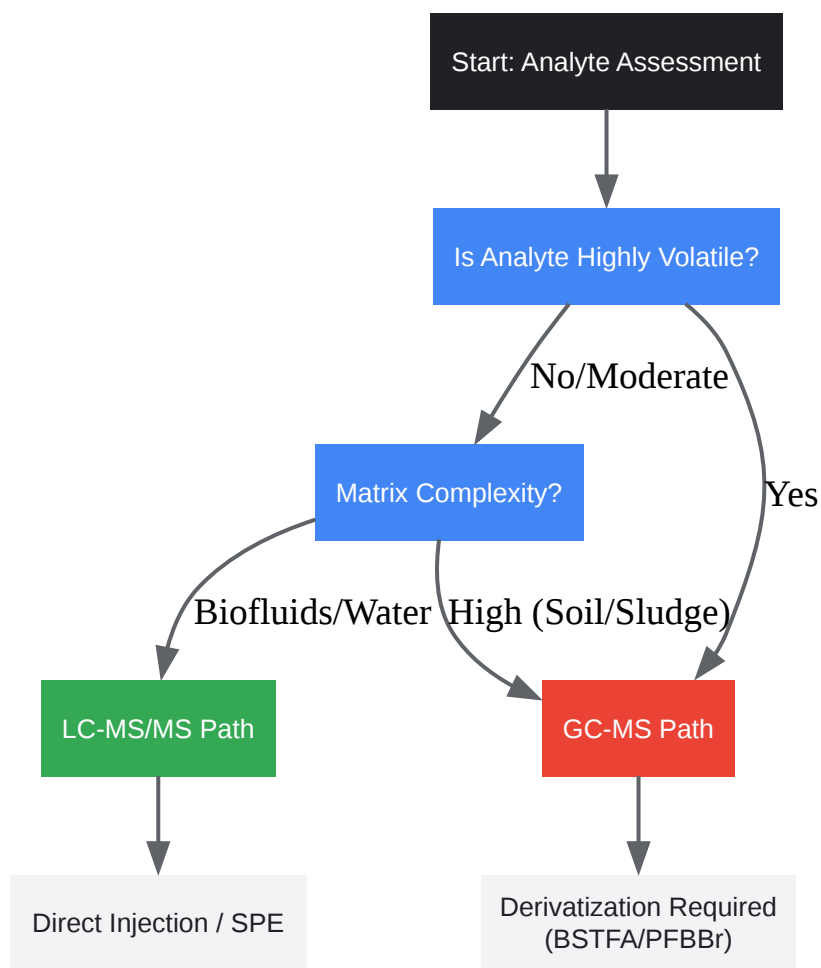 Start: Analyte Assessment
Is Analyte Highly Volatile?
No/Moderate
Matrix Complexity?
Yes
Biofluids/Water
High (Soil/Sludge)
LC-MS/MS Path
GC-MS Path
Direct Injection / SPE
Derivatization Required
(BSTFA/PFBBr)